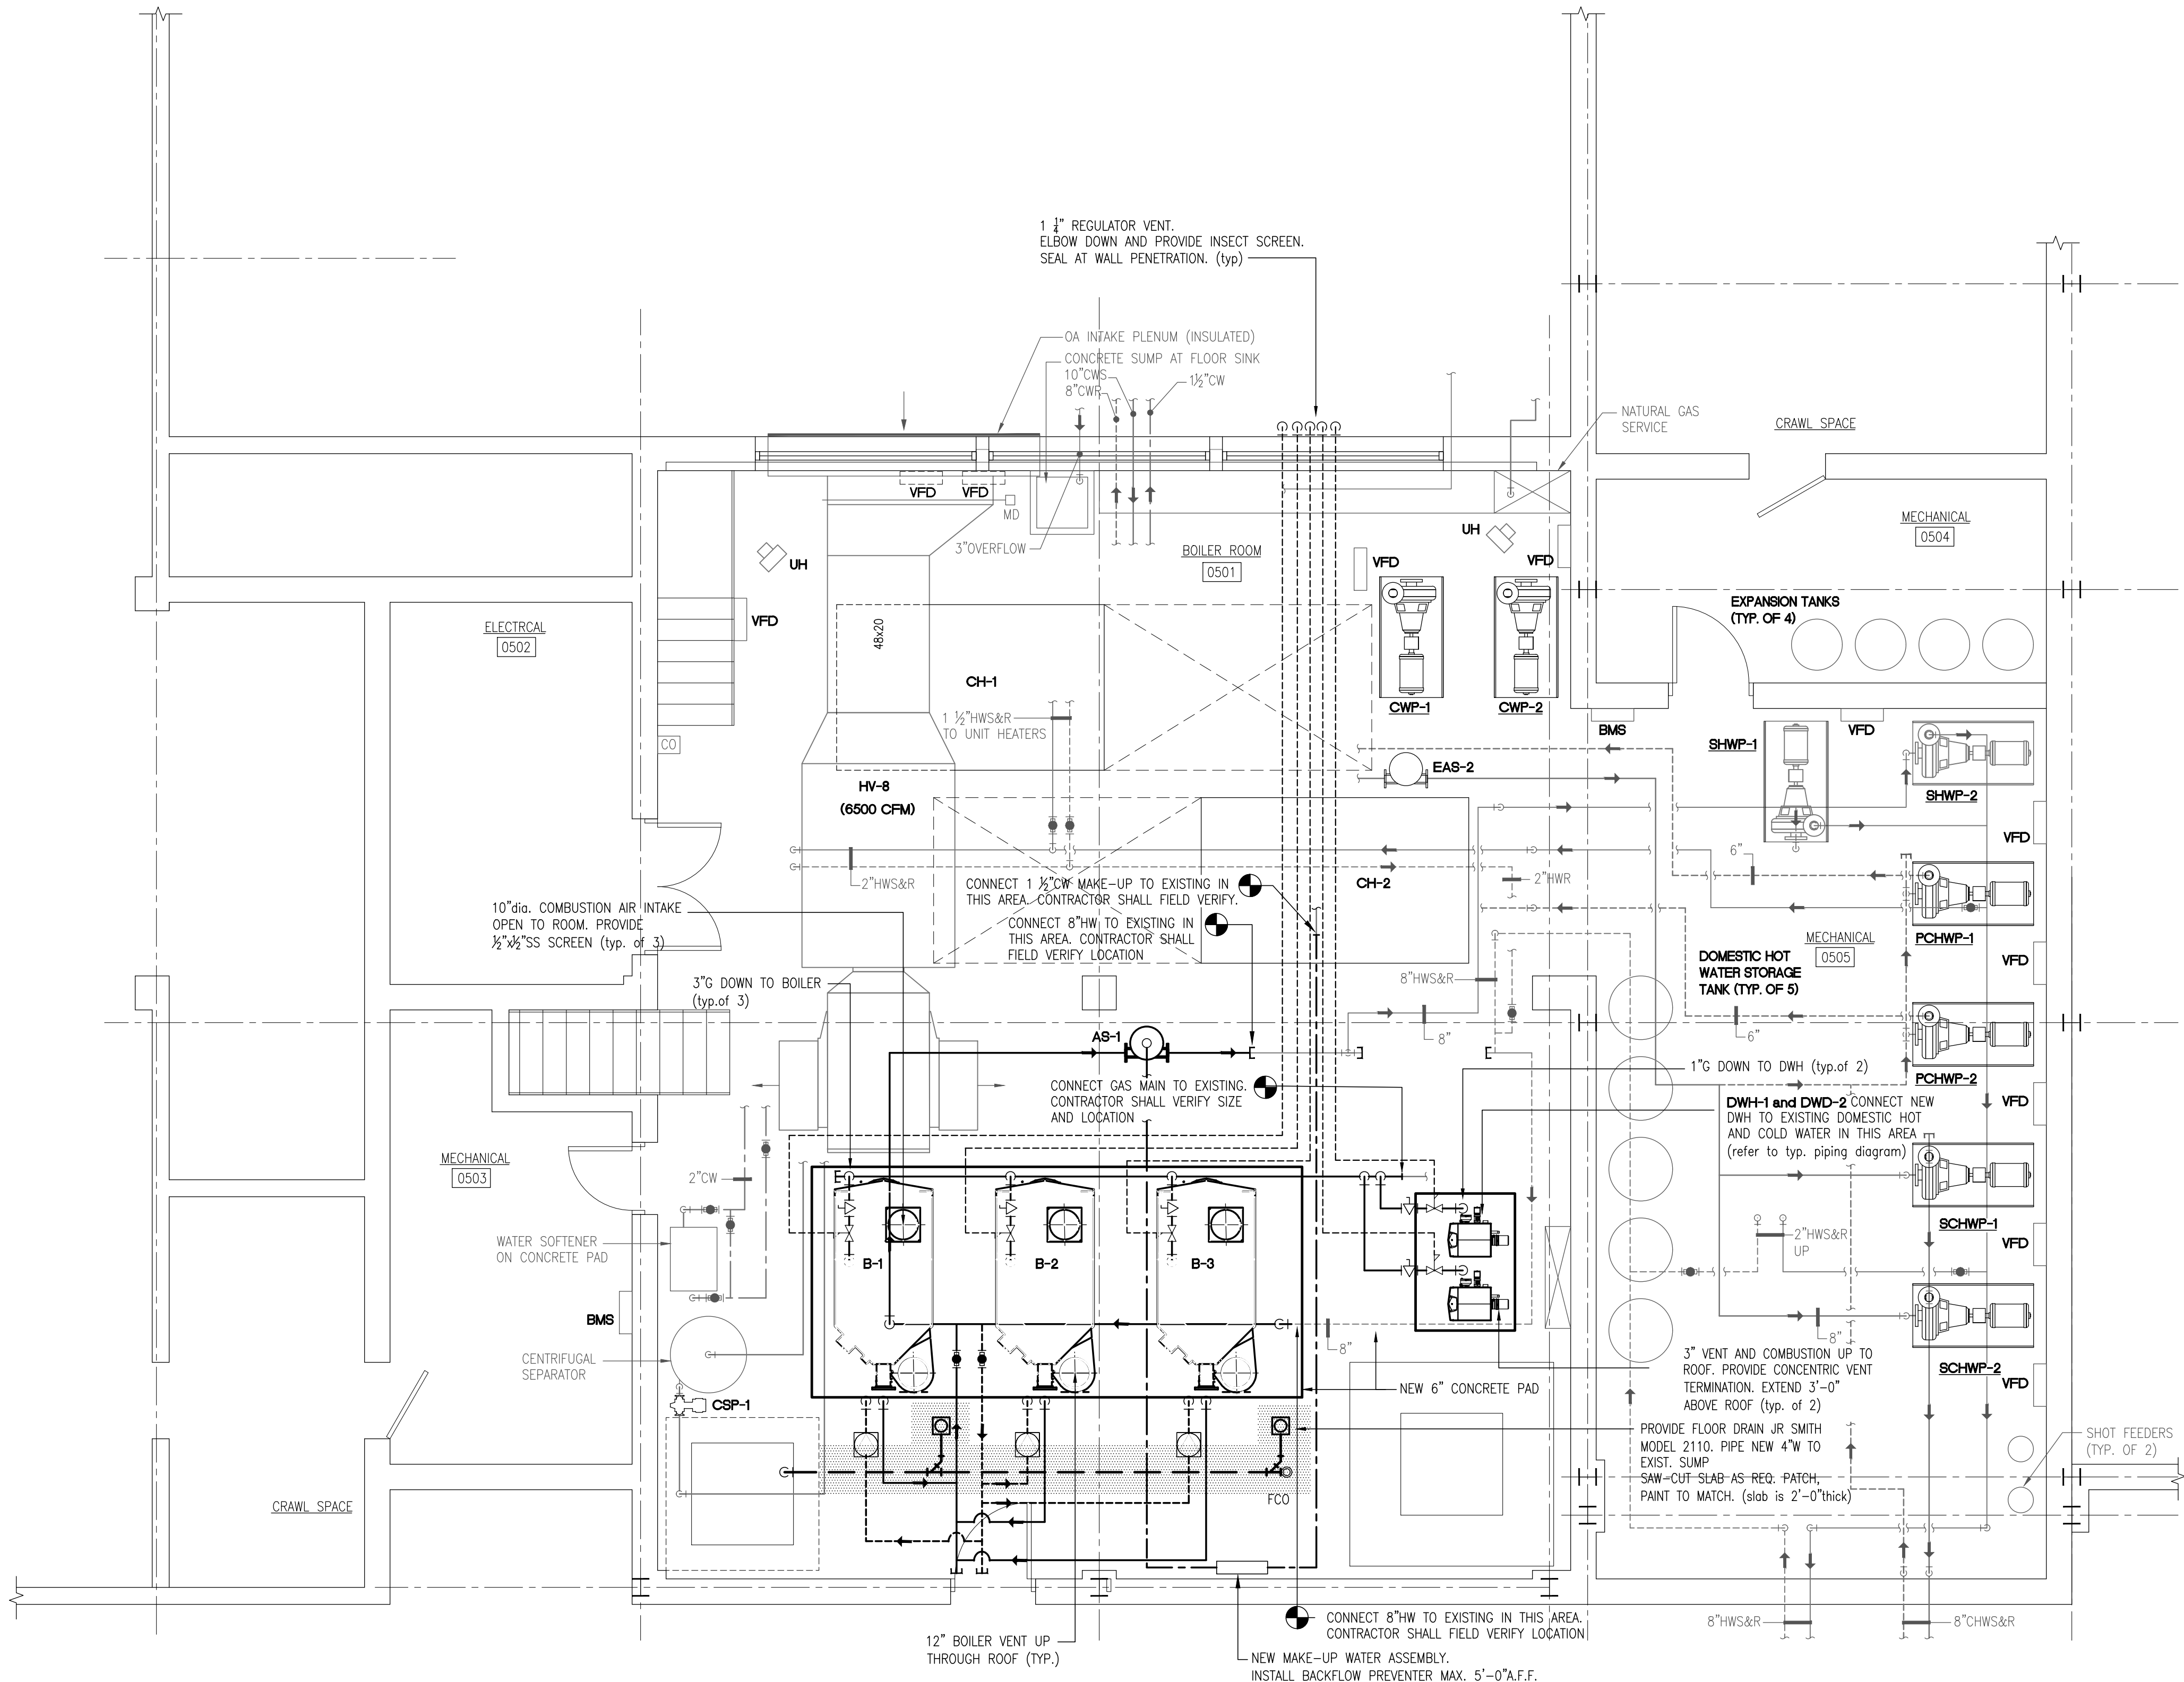 1 1/4" REGULATOR VENT.
ELBOW DOWN AND PROVIDE INSECT SCREEN.
SEAL AT WALL PENETRATION. (typ)
OA INTAKE PLENUM (INSULATED)
CONCRETE SUMP AT FLOOR SINK
10"CWS
8"CWR
1½"CW
NATURAL GAS
SERVICE
CRAWL SPACE
VFD
VFD
MD
3"OVERFLOW
UH
BOILER ROOM
0501
UH
VFD
VFD
MECHANICAL
0504
ELECTRCAL
0502
VFD
48x20
EXPANSION TANKS
(TYP. OF 4)
CH-1
1 ½"HWS&R
TO UNIT HEATERS
CWP-1
CWP-2
BMS
VFD
SHWP-1
CO
EAS-2
HV-8
(6500 CFM)
SHWP-2
VFD
6"
2"HWS&R
CONNECT 1 ½"CW MAKE-UP TO EXISTING IN
THIS AREA. CONTRACTOR SHALL FIELD VERIFY.
CH-2
2"HWR
10"dia. COMBUSTION AIR INTAKE
OPEN TO ROOM. PROVIDE
½"x½"SS SCREEN (typ. of 3)
CONNECT 8"HW TO EXISTING IN
THIS AREA. CONTRACTOR SHALL
FIELD VERIFY LOCATION
MECHANICAL
0505
PCHWP-1
VFD
DOMESTIC HOT
WATER STORAGE
TANK (TYP. OF 5)
3"G DOWN TO BOILER
(typ.of 3)
8"HWS&R
AS-1
8"
6"
1"G DOWN TO DWH (typ.of 2)
PCHWP-2
CONNECT GAS MAIN TO EXISTING.
CONTRACTOR SHALL VERIFY SIZE
AND LOCATION
DWH-1 and DWD-2 CONNECT NEW
DWH TO EXISTING DOMESTIC HOT
AND COLD WATER IN THIS AREA
(refer to typ. piping diagram)
VFD
MECHANICAL
0503
2"CW
WATER SOFTENER
ON CONCRETE PAD
B-1
B-2
B-3
SCHWP-1
VFD
2"HWS&R
UP
BMS
CENTRIFUGAL
SEPARATOR
8"
8"
3" VENT AND COMBUSTION UP TO
ROOF. PROVIDE CONCENTRIC VENT
TERMINATION. EXTEND 3'-0"
ABOVE ROOF (typ. of 2)
SCHWP-2
VFD
NEW 6" CONCRETE PAD
CSP-1
PROVIDE FLOOR DRAIN JR SMITH
MODEL 2110. PIPE NEW 4"W TO
EXIST. SUMP
SAW-CUT SLAB AS REQ. PATCH,
PAINT TO MATCH. (slab is 2'-0"thick)
SHOT FEEDERS
(TYP. OF 2)
CRAWL SPACE
FCO
CONNECT 8"HW TO EXISTING IN THIS AREA.
CONTRACTOR SHALL FIELD VERIFY LOCATION
8"HWS&R
8"CHWS&R
12" BOILER VENT UP
THROUGH ROOF (TYP.)
NEW MAKE-UP WATER ASSEMBLY.
INSTALL BACKFLOW PREVENTER MAX. 5'-0"A.F.F.